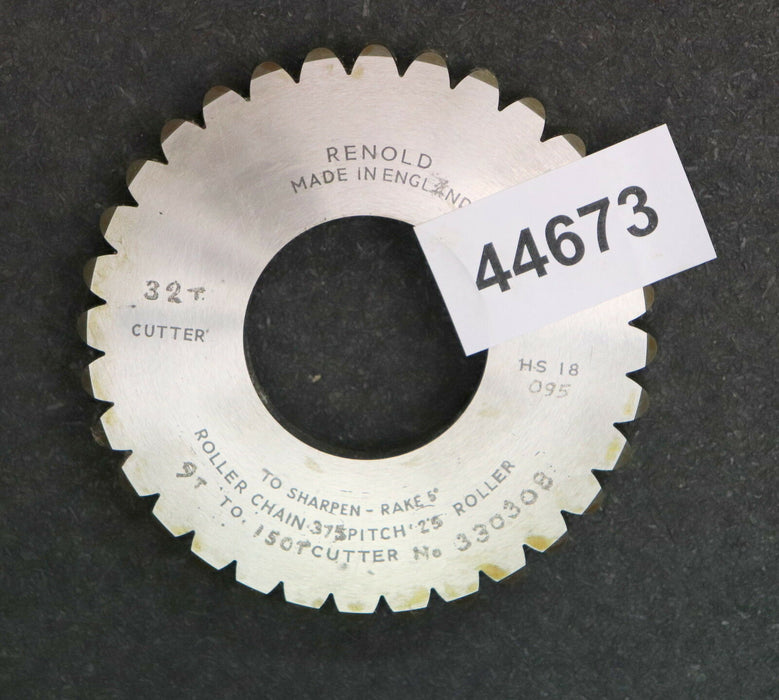 RENOLD
MADE IN ENGLAND
44673
32T
CUTTER
HS 18
095
TO SHARPEN - RAKE 5°
ROLLER CHAIN .375 PITCH .25 ROLLER
9T TO 150T CUTTER No 330308